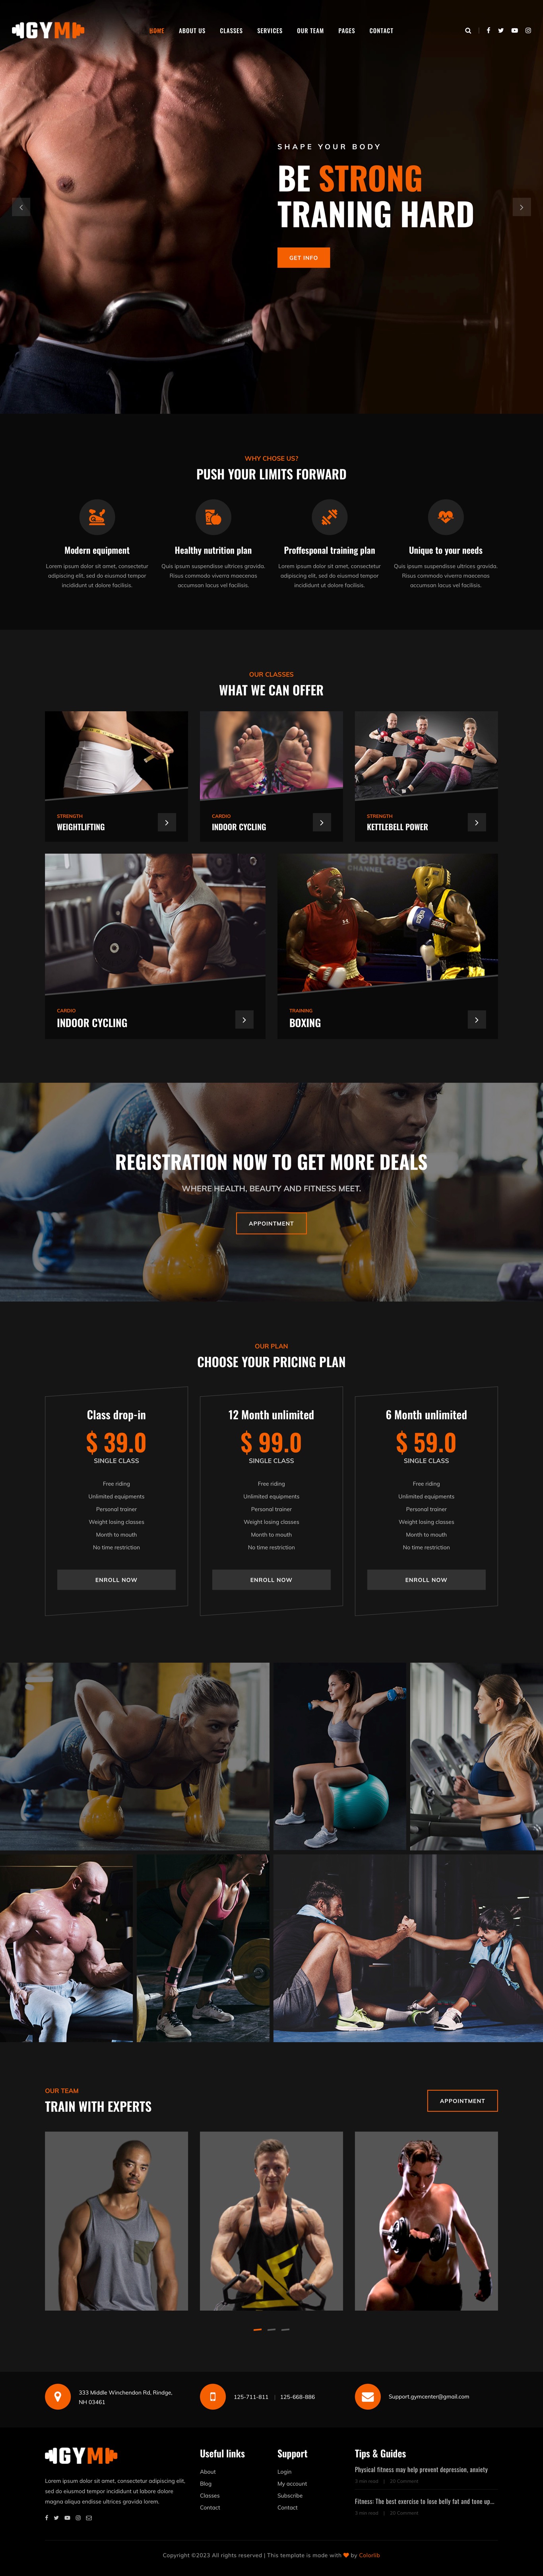 GYM
HOME ABOUT US CLASSES SERVICES OUR TEAM PAGES CONTACT
SHAPE YOUR BODY
BE STRONG
TRANING HARD
GET INFO
WHY CHOSE US?
PUSH YOUR LIMITS FORWARD
Modern equipment
Lorem ipsum dolor sit amet, consectetur
adipiscing elit, sed do eiusmod tempor
incididunt ut dolore facilisis.
Healthy nutrition plan
Quis ipsum suspendisse ultrices gravida.
Risus commodo viverra maecenas
accumsan lacus vel facilisis.
Proffesponal training plan
Lorem ipsum dolor sit amet, consectetur
adipiscing elit, sed do eiusmod tempor
incididunt ut dolore facilisis.
Unique to your needs
Quis ipsum suspendisse ultrices gravida.
Risus commodo viverra maecenas
accumsan lacus vel facilisis.
OUR CLASSES
WHAT WE CAN OFFER
STRENGTH
WEIGHTLIFTING
CARDIO
INDOOR CYCLING
STRENGTH
KETTLEBELL POWER
CARDIO
INDOOR CYCLING
Pentagon
CHANNEL
TRAINING
BOXING
REGISTRATION NOW TO GET MORE DEALS
WHERE HEALTH, BEAUTY AND FITNESS MEET.
APPOINTMENT
OUR PLAN
CHOOSE YOUR PRICING PLAN
Class drop-in
$ 39.0
SINGLE CLASS
Free riding
Unlimited equipments
Personal trainer
Weight losing classes
Month to mouth
No time restriction
ENROLL NOW
12 Month unlimited
$ 99.0
SINGLE CLASS
Free riding
Unlimited equipments
Personal trainer
Weight losing classes
Month to mouth
No time restriction
ENROLL NOW
6 Month unlimited
$ 59.0
SINGLE CLASS
Free riding
Unlimited equipments
Personal trainer
Weight losing classes
Month to mouth
No time restriction
ENROLL NOW
OUR TEAM
TRAIN WITH EXPERTS
APPOINTMENT
333 Middle Winchendon Rd, Rindge,
NH 03461
125-711-811 | 125-668-886
Support.gymcenter@gmail.com
GYM
Lorem ipsum dolor sit amet, consectetur adipiscing elit,
sed do eiusmod tempor incididunt ut labore dolore
magna aliqua endisse ultrices gravida lorem.
Useful links
About
Blog
Classes
Contact
Support
Login
My account
Subscribe
Contact
Tips & Guides
Physical fitness may help prevent depression, anxiety
3 min read | 20 Comment
Fitness: The best exercise to lose belly fat and tone up...
3 min read | 20 Comment
Copyright ©2023 All rights reserved | This template is made with by Colorlib